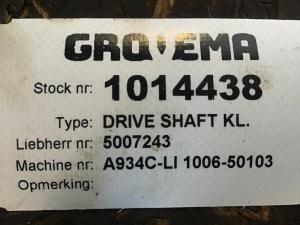 GROVEMA
Stock nr: 1014438
Type: DRIVE SHAFT KL.
Liebherr nr: 5007243
Machine nr: A934C-LI 1006-50103
Opmerking: